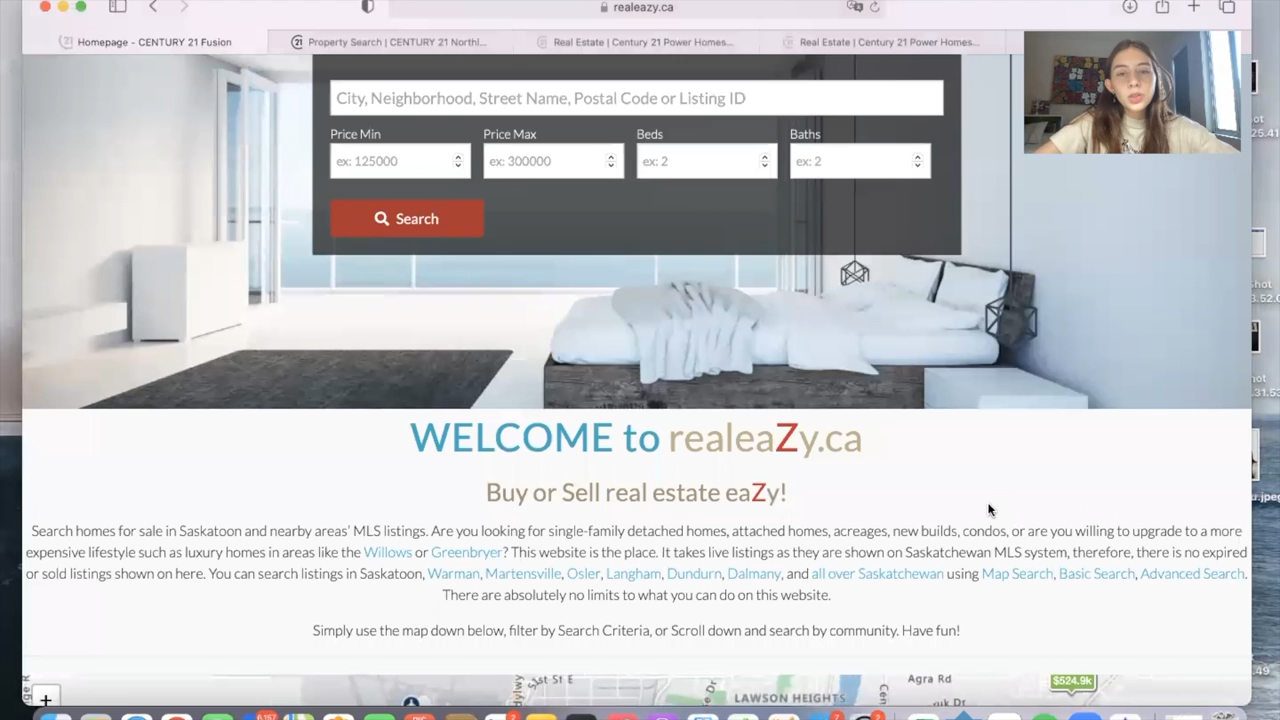 realeazy.ca
Homepage - CENTURY 21 Fusion
Property Search | CENTURY 21 Northl...
Real Estate | Century 21 Power Homes...
Real Estate | Century 21 Power Homes...
City, Neighborhood, Street Name, Postal Code or Listing ID
Price Min Price Max Beds Baths
ex: 125000 ex: 300000 ex: 2 ex: 2
Search
WELCOME to realeaZy.ca
Buy or Sell real estate eaZy!
Search homes for sale in Saskatoon and nearby areas' MLS listings. Are you looking for single-family detached homes, attached homes, acreages, new builds, condos, or are you willing to upgrade to a more
expensive lifestyle such as luxury homes in areas like the Willows or Greenbryer? This website is the place. It takes live listings as they are shown on Saskatchewan MLS system, therefore, there is no expired
or sold listings shown on here. You can search listings in Saskatoon, Warman, Martensville, Osler, Langham, Dundurn, Dalmany, and all over Saskatchewan using Map Search, Basic Search, Advanced Search.
There are absolutely no limits to what you can do on this website.
Simply use the map down below, filter by Search Criteria, or Scroll down and search by community. Have fun!
+
LAWSON HEIGHTS
Agra Rd
$524.9k